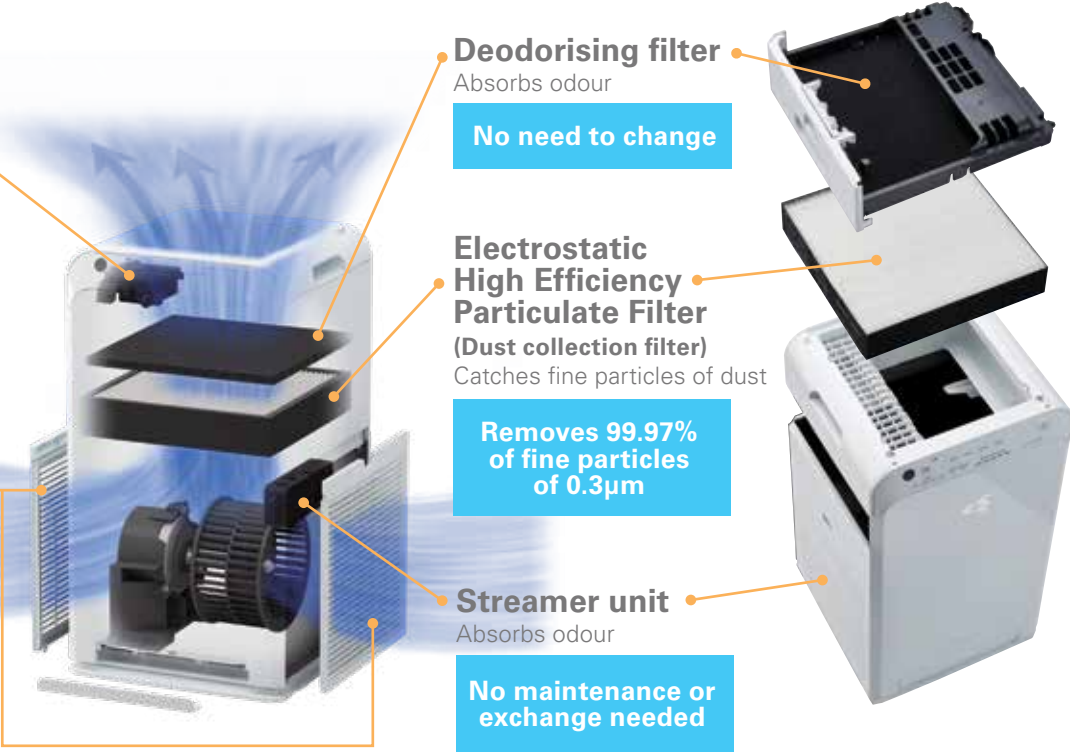 Deodorising filter
Absorbs odour
No need to change
Electrostatic
High Efficiency
Particulate Filter
(Dust collection filter)
Catches fine particles of dust
Removes 99.97%
of fine particles
of 0.3µm
Streamer unit
Absorbs odour
No maintenance or
exchange needed